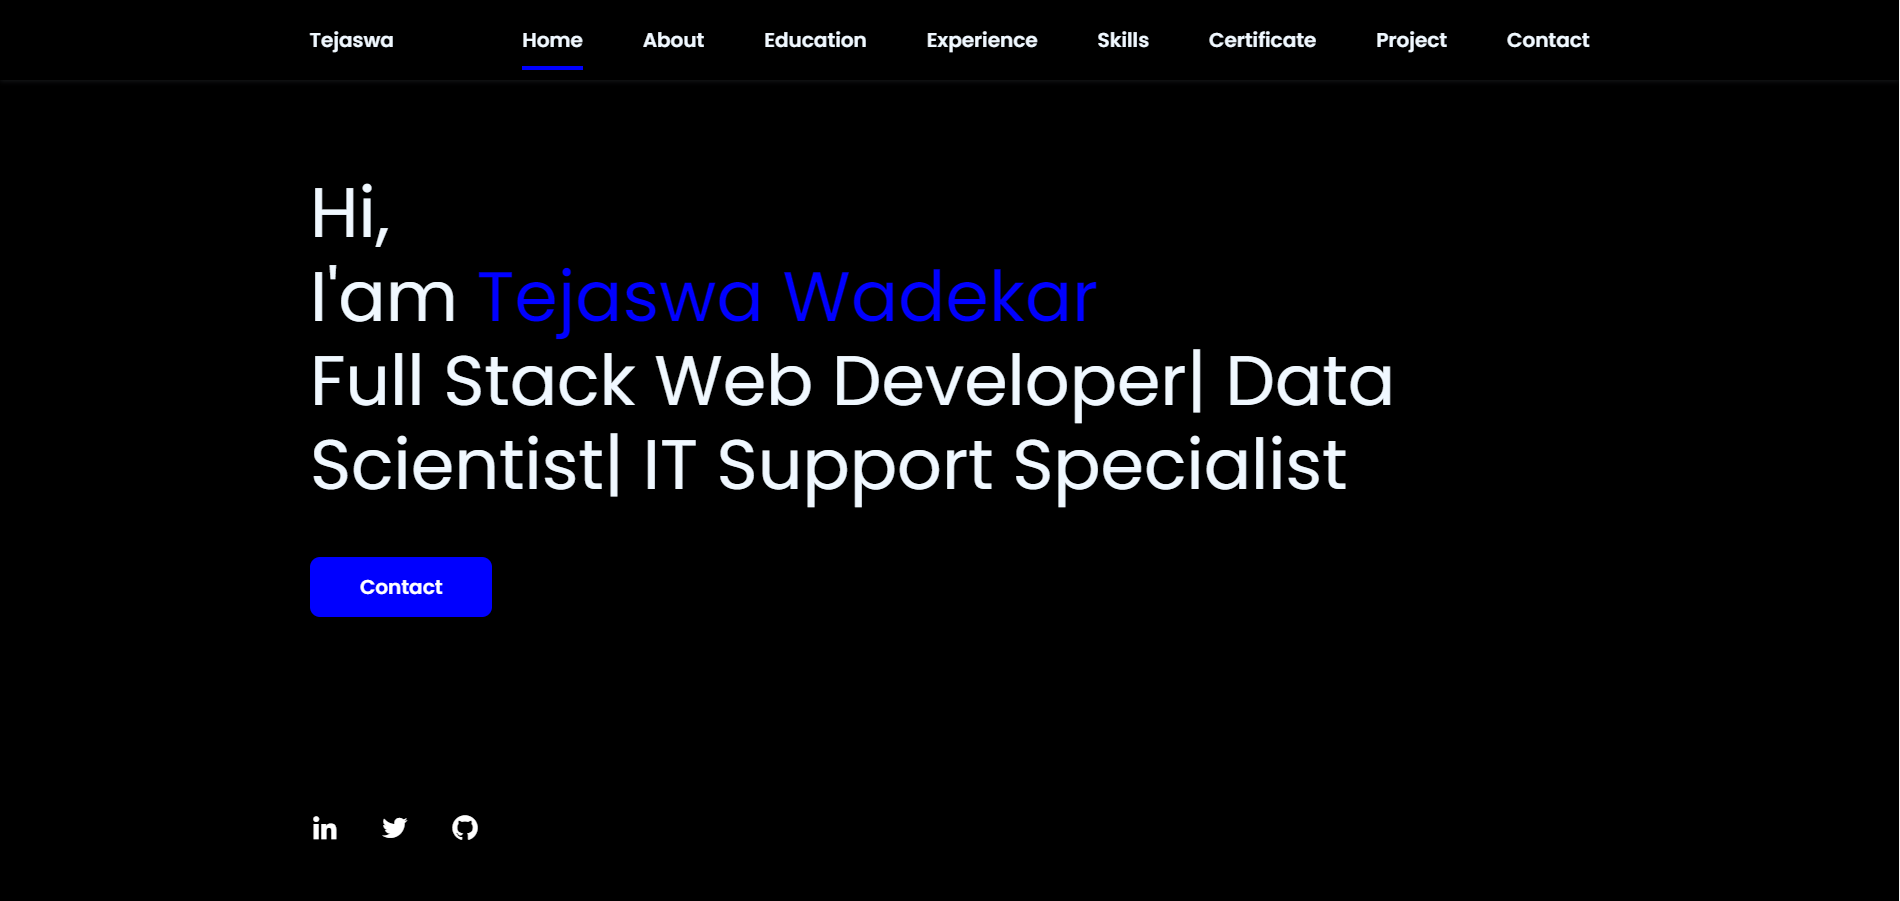 Tejaswa Home About Education Experience Skills Certificate Project Contact
Hi,
I'am Tejaswa Wadekar
Full Stack Web Developer| Data
Scientist| IT Support Specialist
Contact
in